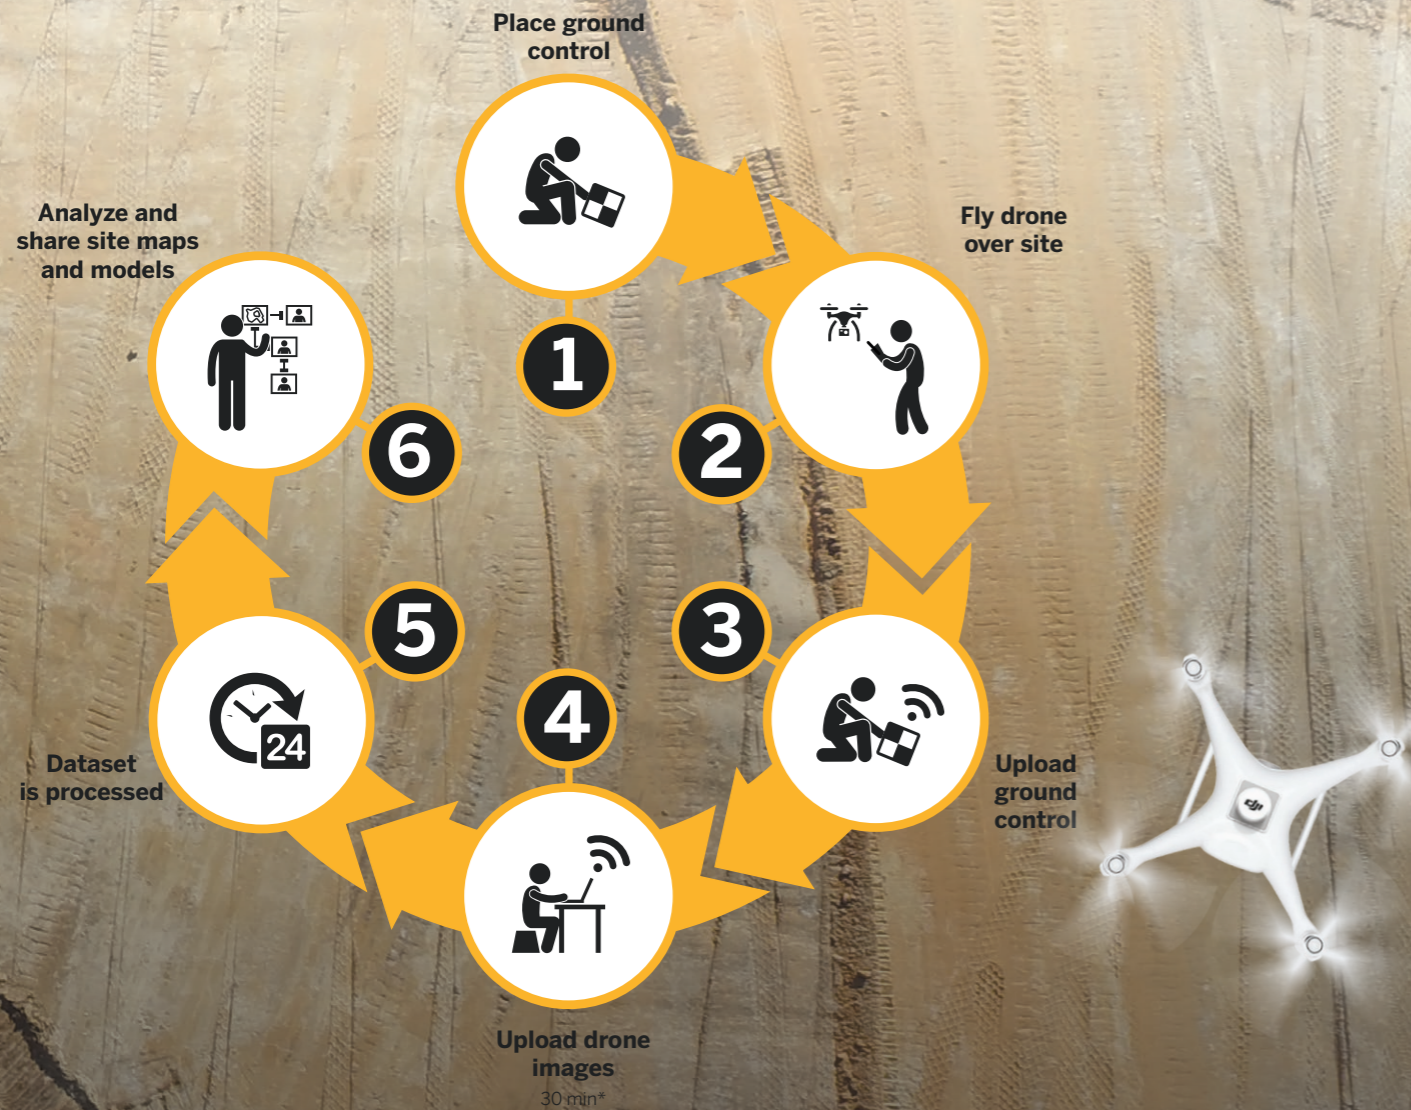 Place ground
control
1
Fly drone
over site
2
Upload
ground
control
3
Upload drone
images
30 min*
4
Dataset
is processed
24
5
Analyze and
share site maps
and models
6
dji